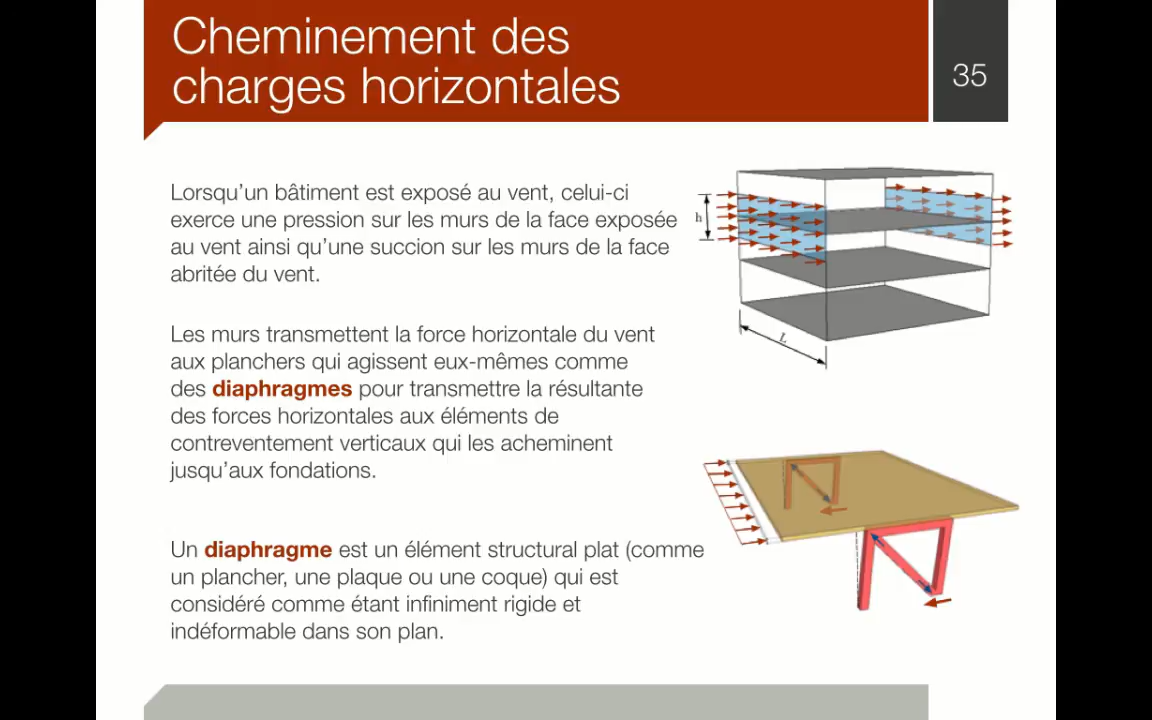 Cheminement des
charges horizontales
35
Lorsqu'un bâtiment est exposé au vent, celui-ci
exerce une pression sur les murs de la face exposée
au vent ainsi qu'une succion sur les murs de la face
abritée du vent.
h
L
Les murs transmettent la force horizontale du vent
aux planchers qui agissent eux-mêmes comme
des diaphragmes pour transmettre la résultante
des forces horizontales aux éléments de
contreventement verticaux qui les acheminent
jusqu'aux fondations.
Un diaphragme est un élément structural plat (comme
un plancher, une plaque ou une coque) qui est
considéré comme étant infiniment rigide et
indéformable dans son plan.